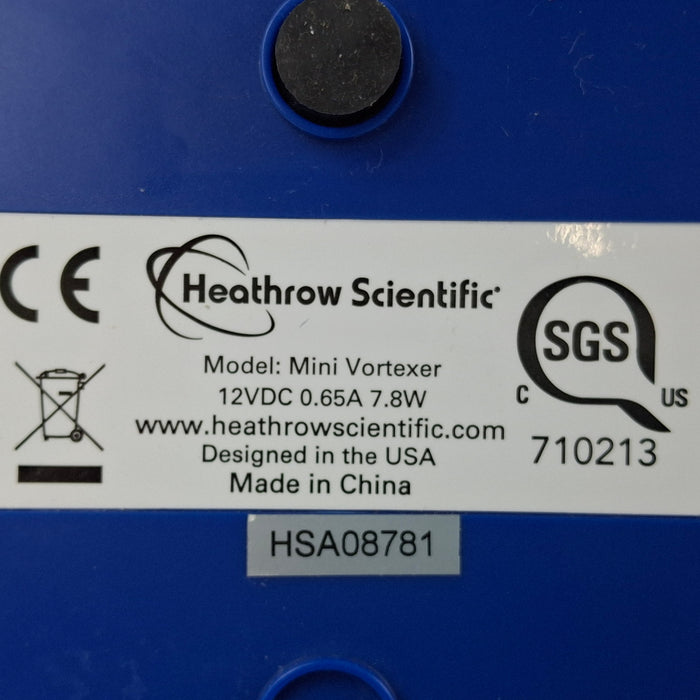 CE
Heathrow Scientific®
Model: Mini Vortexer
12VDC 0.65A 7.8W
www.heathrowscientific.com
Designed in the USA
Made in China
SGS
C US
710213
HSA08781